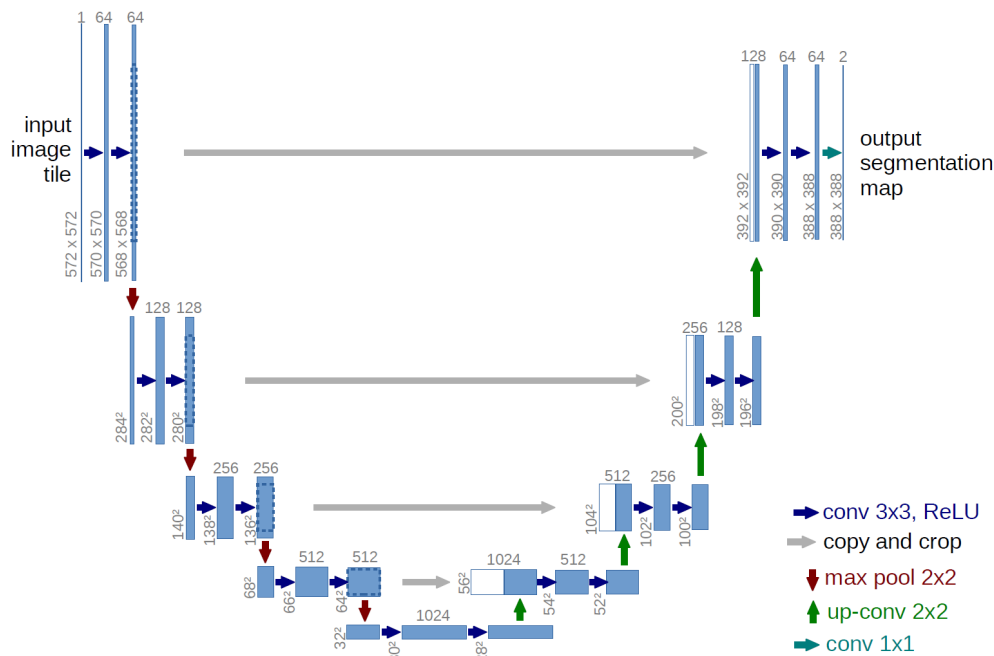 1 64 64
input
image
tile
572 x 572
570 x 570
568 x 568
128 64 64 2
output
segmentation
map
392 x 392
390 x 390
388 x 388
388 x 388
128 128
284²
282²
280²
256 128
200²
198²
196²
256 256
140²
138²
136²
512 256
104²
102²
100²
512 512
68²
66²
64²
1024 512
56²
54²
52²
1024
32²
conv 3x3, ReLU
copy and crop
max pool 2x2
up-conv 2x2
conv 1x1